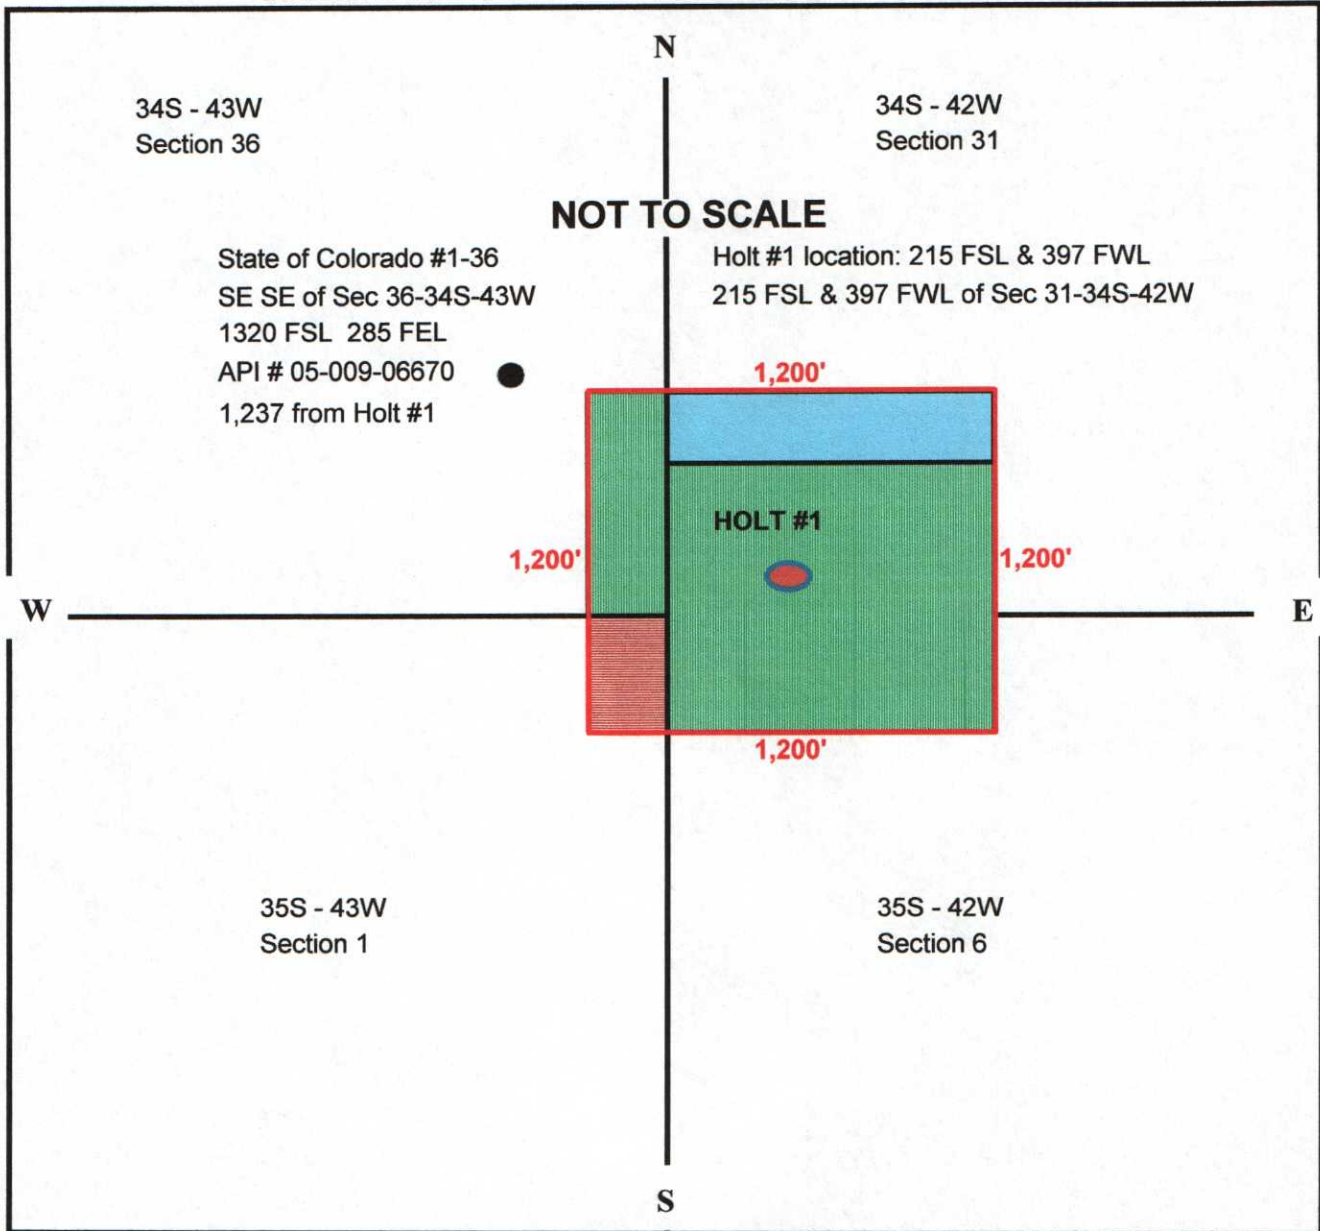 N
34S - 43W
Section 36
34S - 42W
Section 31
NOT TO SCALE
State of Colorado #1-36
SE SE of Sec 36-34S-43W
1320 FSL  285 FEL
API # 05-009-06670
1,237 from Holt #1
Holt #1 location: 215 FSL & 397 FWL
215 FSL & 397 FWL of Sec 31-34S-42W
1,200'
HOLT #1
1,200'
1,200'
W
E
1,200'
35S - 43W
Section 1
35S - 42W
Section 6
S